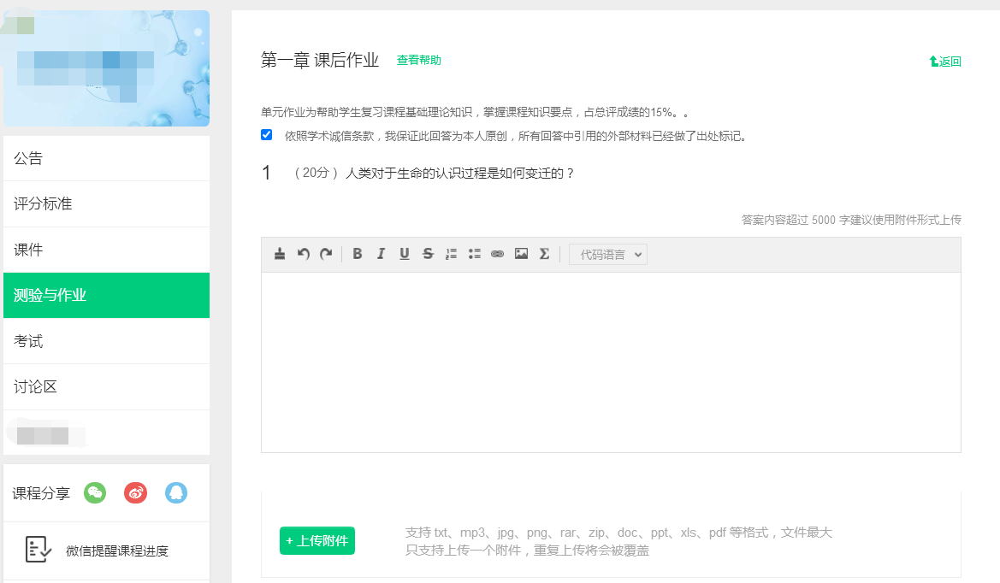 第一章 课后作业 查看帮助 返回
单元作业为帮助学生复习课程基础理论知识，掌握课程知识要点，占总评成绩的15%。。
依照学术诚信条款，我保证此回答为本人原创，所有回答中引用的外部材料已经做了出处标记。
1 （20分） 人类对于生命的认识过程是如何变迁的？
答案内容超过 5000 字建议使用附件形式上传
B I U S Σ 代码语言
+ 上传附件
支持 txt、mp3、jpg、png、rar、zip、doc、ppt、xls、pdf 等格式，文件最大
只支持上传一个附件，重复上传将会被覆盖
公告
评分标准
课件
测验与作业
考试
讨论区
课程分享
微信提醒课程进度